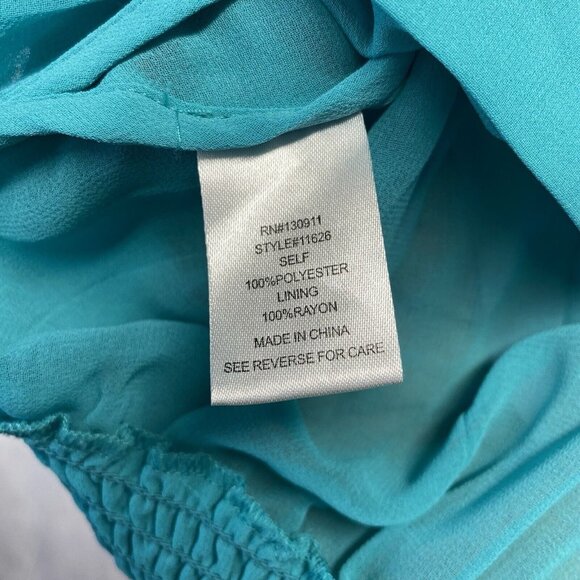 RN#130911
STYLE#11626
SELF
100%POLYESTER
LINING
100%RAYON
MADE IN CHINA
SEE REVERSE FOR CARE